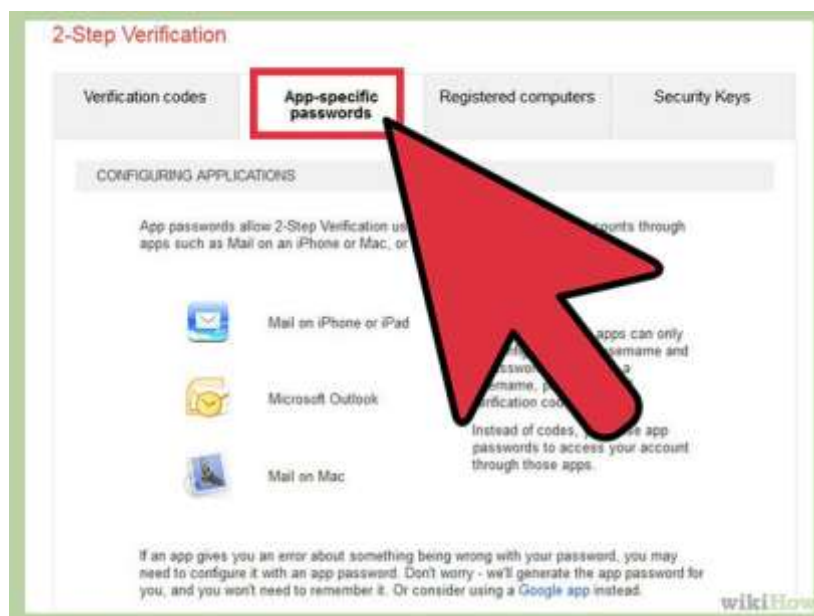 2-Step Verification
Verification codes
App-specific
passwords
Registered computers
Security Keys
CONFIGURING APPLICATIONS
App passwords allow 2-Step Verification through
apps such as Mail on an iPhone or Mac, or
Mail on iPhone or iPad
apps can only
and
a
Microsoft Outlook
Instead of codes, app
passwords to access your account
through those apps.
Mail on Mac
If an app gives you an error about something being wrong with your password, you may
need to configure it with an app password. Don't worry - we'll generate the app password for
you, and you won't need to remember it. Or consider using a Google app instead.
wikiHow